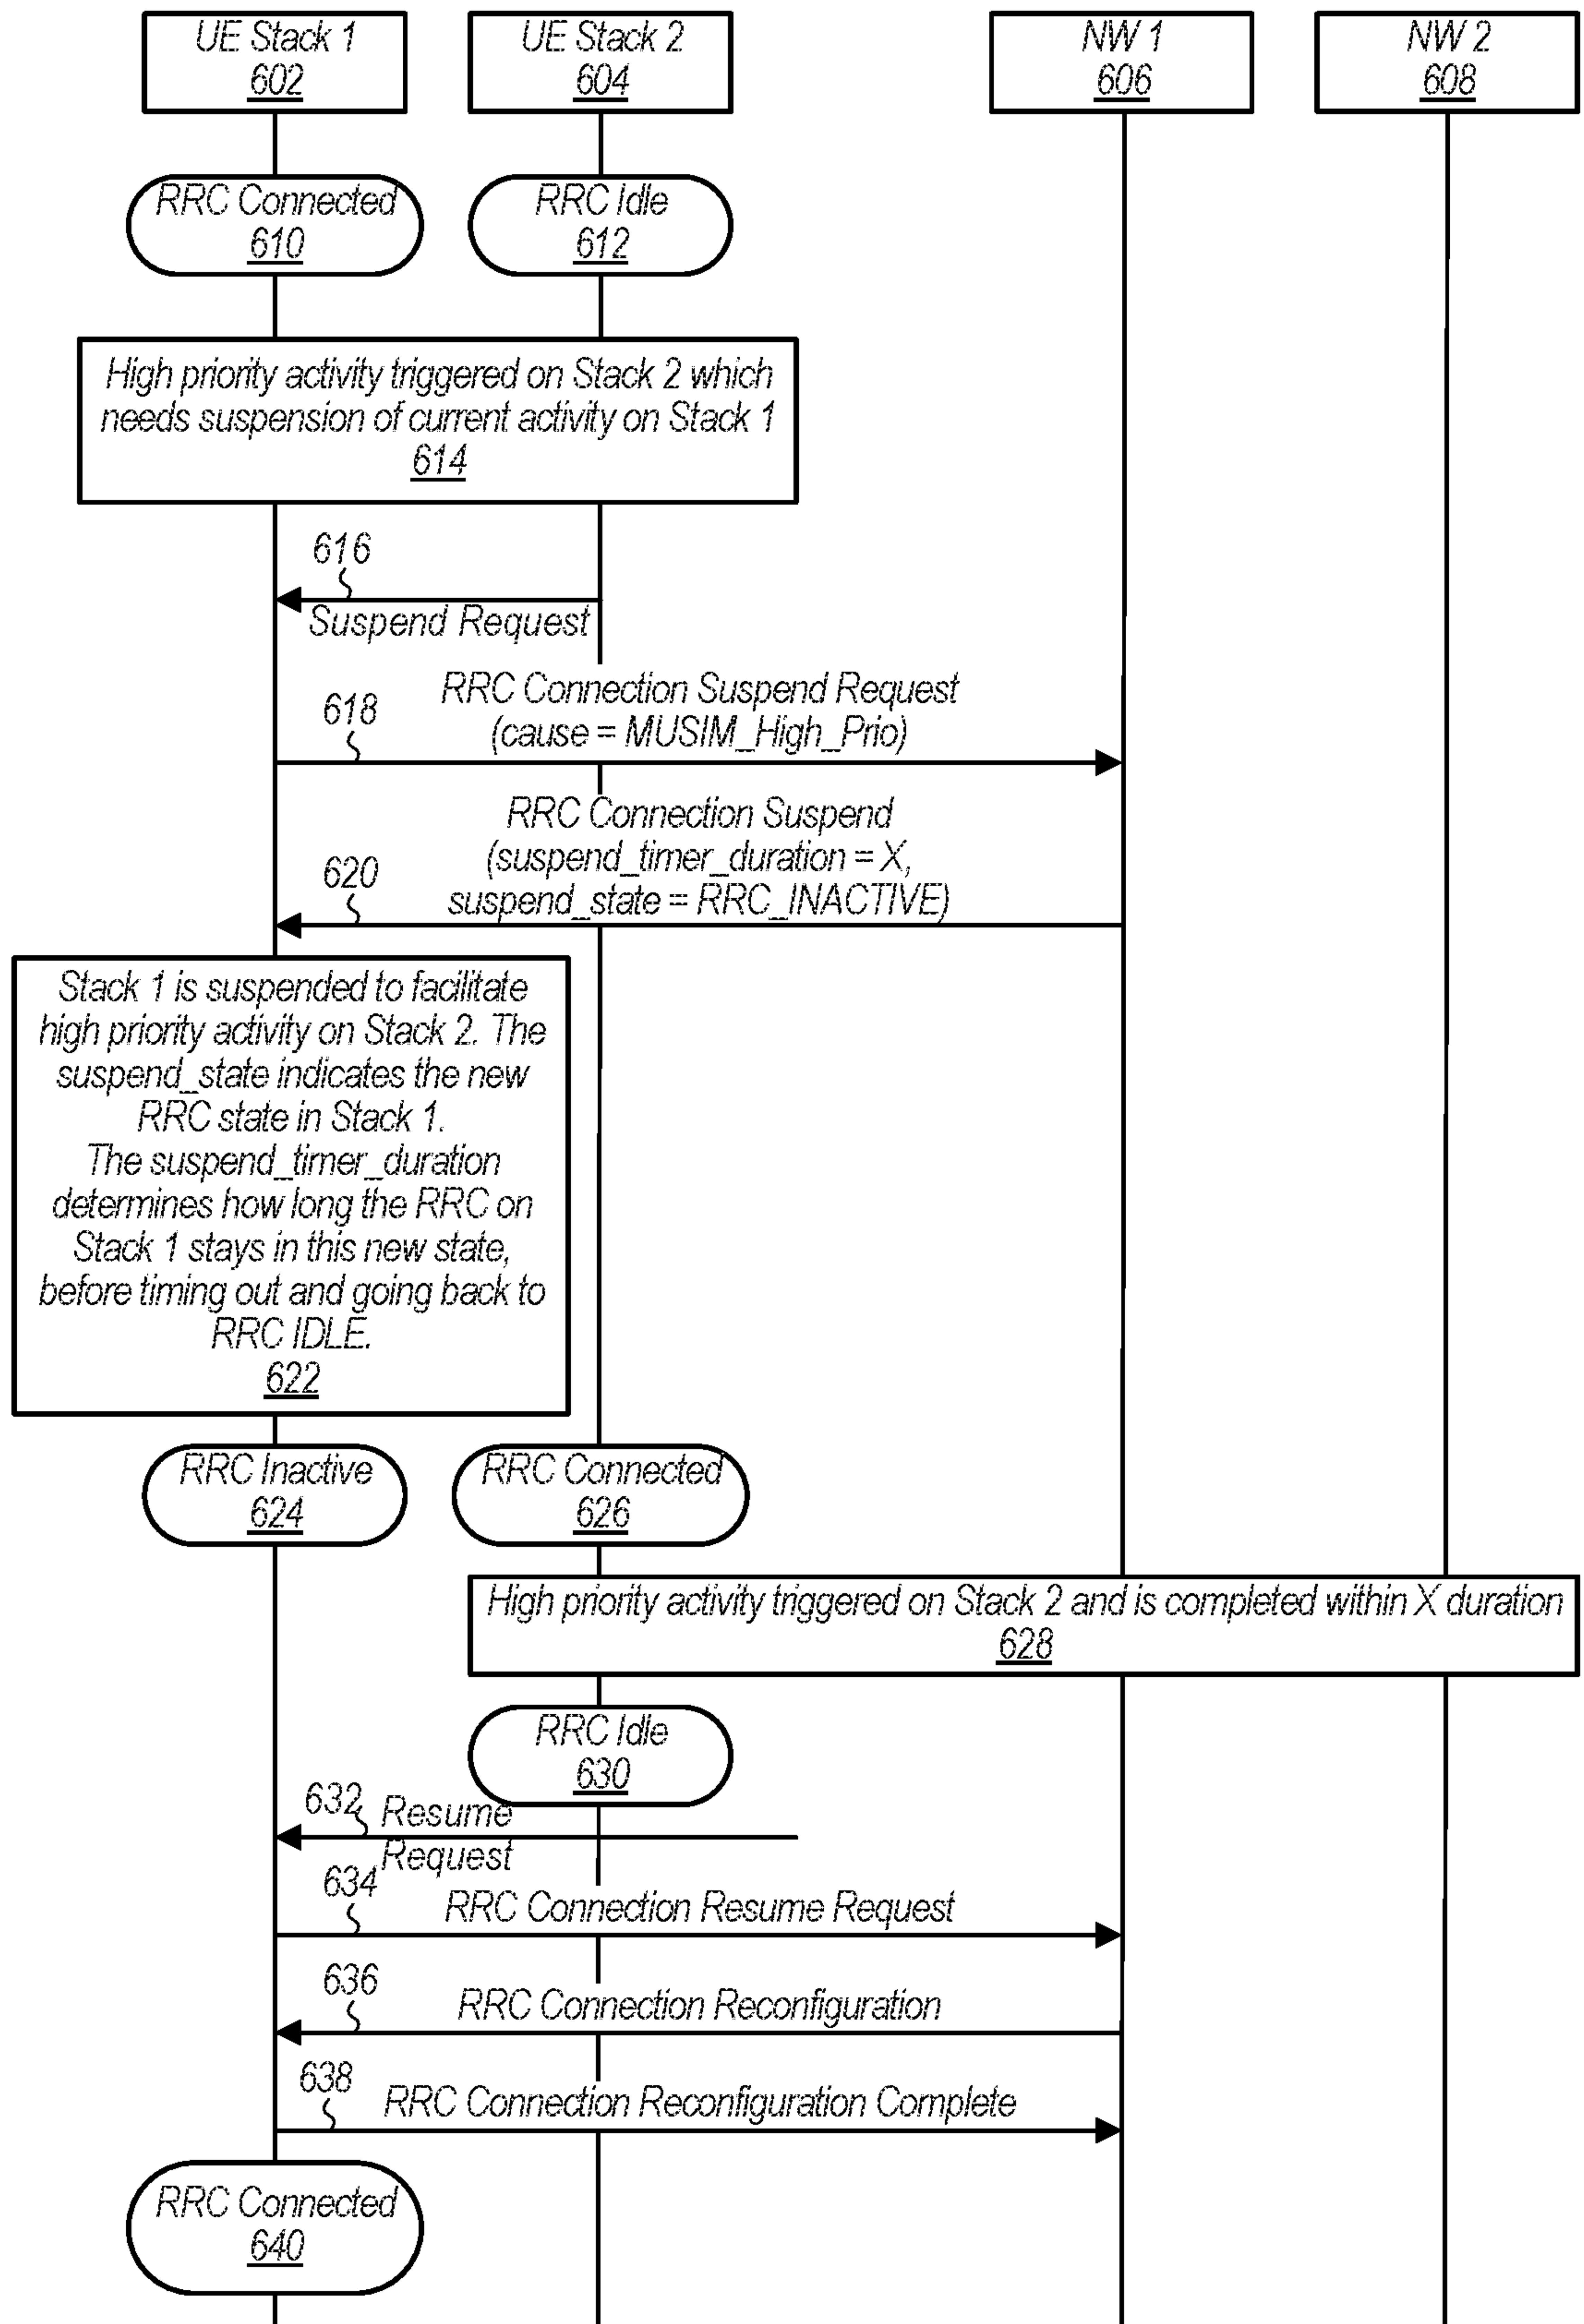 UE Stack 1
602
UE Stack 2
604
NW 1
606
NW 2
608
RRC Connected
610
RRC Idle
612
High priority activity triggered on Stack 2 which
needs suspension of current activity on Stack 1
614
616
Suspend Request
618
RRC Connection Suspend Request
(cause = MUSIM_High_Prio)
620
RRC Connection Suspend
(suspend_timer_duration = X,
suspend_state = RRC_INACTIVE)
Stack 1 is suspended to facilitate
high priority activity on Stack 2. The
suspend_state indicates the new
RRC state in Stack 1.
The suspend_timer_duration
determines how long the RRC on
Stack 1 stays in this new state,
before timing out and going back to
RRC IDLE.
622
RRC Inactive
624
RRC Connected
626
High priority activity triggered on Stack 2 and is completed within X duration
628
RRC Idle
630
632
Resume
Request
634
RRC Connection Resume Request
636
RRC Connection Reconfiguration
638
RRC Connection Reconfiguration Complete
RRC Connected
640